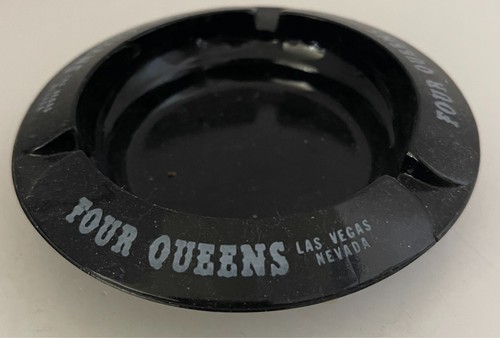 FOUR QUEENS
LAS VEGAS
NEVADA
FOUR QUEENS